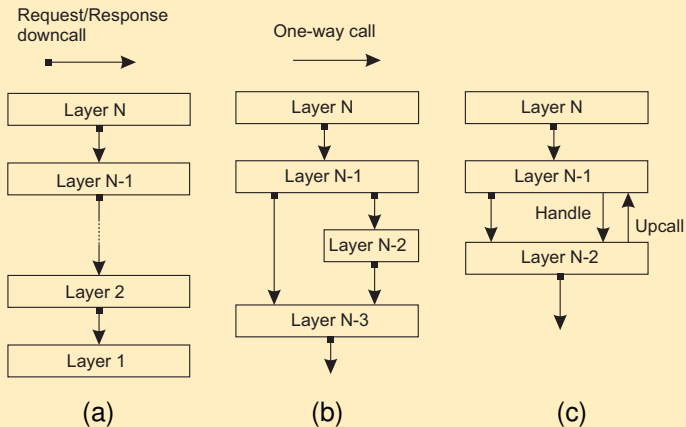 Request/Response
downcall
One-way call
Layer N
Layer N-1
Layer 2
Layer 1
(a)
Layer N
Layer N-1
Layer N-2
Layer N-3
(b)
Layer N
Layer N-1
Handle
Upcall
Layer N-2
(c)